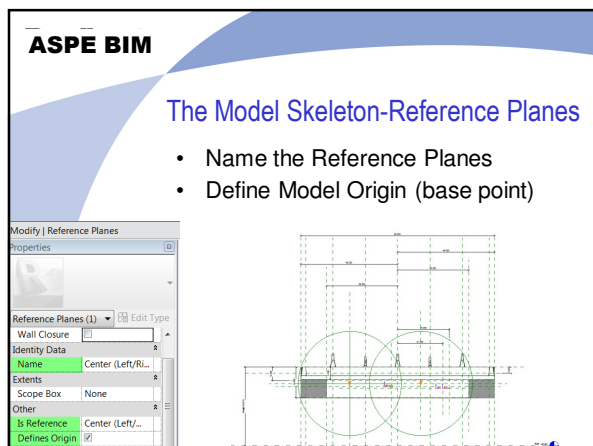 ASPE BIM
The Model Skeleton-Reference Planes
• Name the Reference Planes
• Define Model Origin (base point)
Modify | Reference Planes
Properties
Reference Planes (1) Edit Type
Wall Closure
Identity Data
Name Center (Left/Ri...
Extents
Scope Box None
Other
Is Reference Center (Left/...
Defines Origin